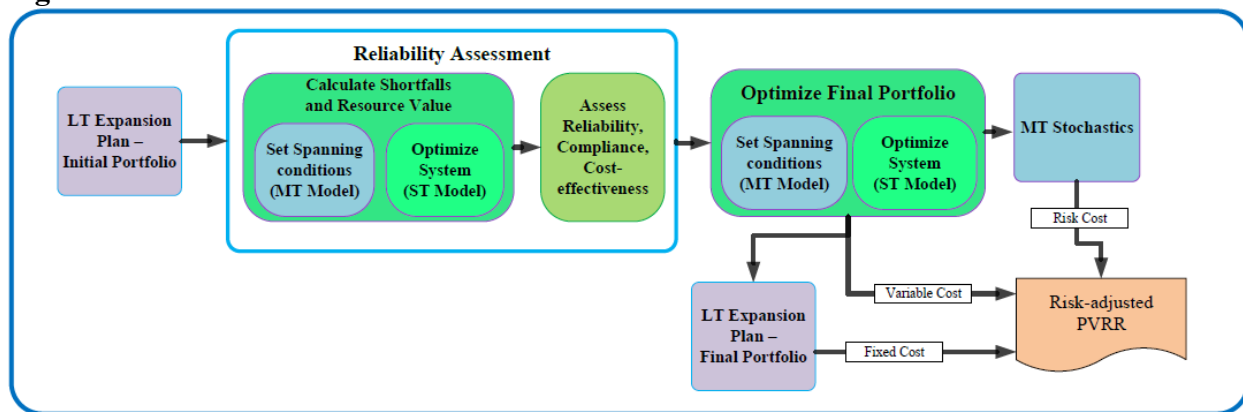 Reliability Assessment
LT Expansion
Plan –
Initial Portfolio
Calculate Shortfalls
and Resource Value
Set Spanning
conditions
(MT Model)
Optimize
System
(ST Model)
Assess
Reliability,
Compliance,
Cost-
effectiveness
Optimize Final Portfolio
Set Spanning
conditions
(MT Model)
Optimize
System
(ST Model)
MT Stochastics
Risk Cost
LT Expansion
Plan –
Final Portfolio
Variable Cost
Fixed Cost
Risk-adjusted
PVRR